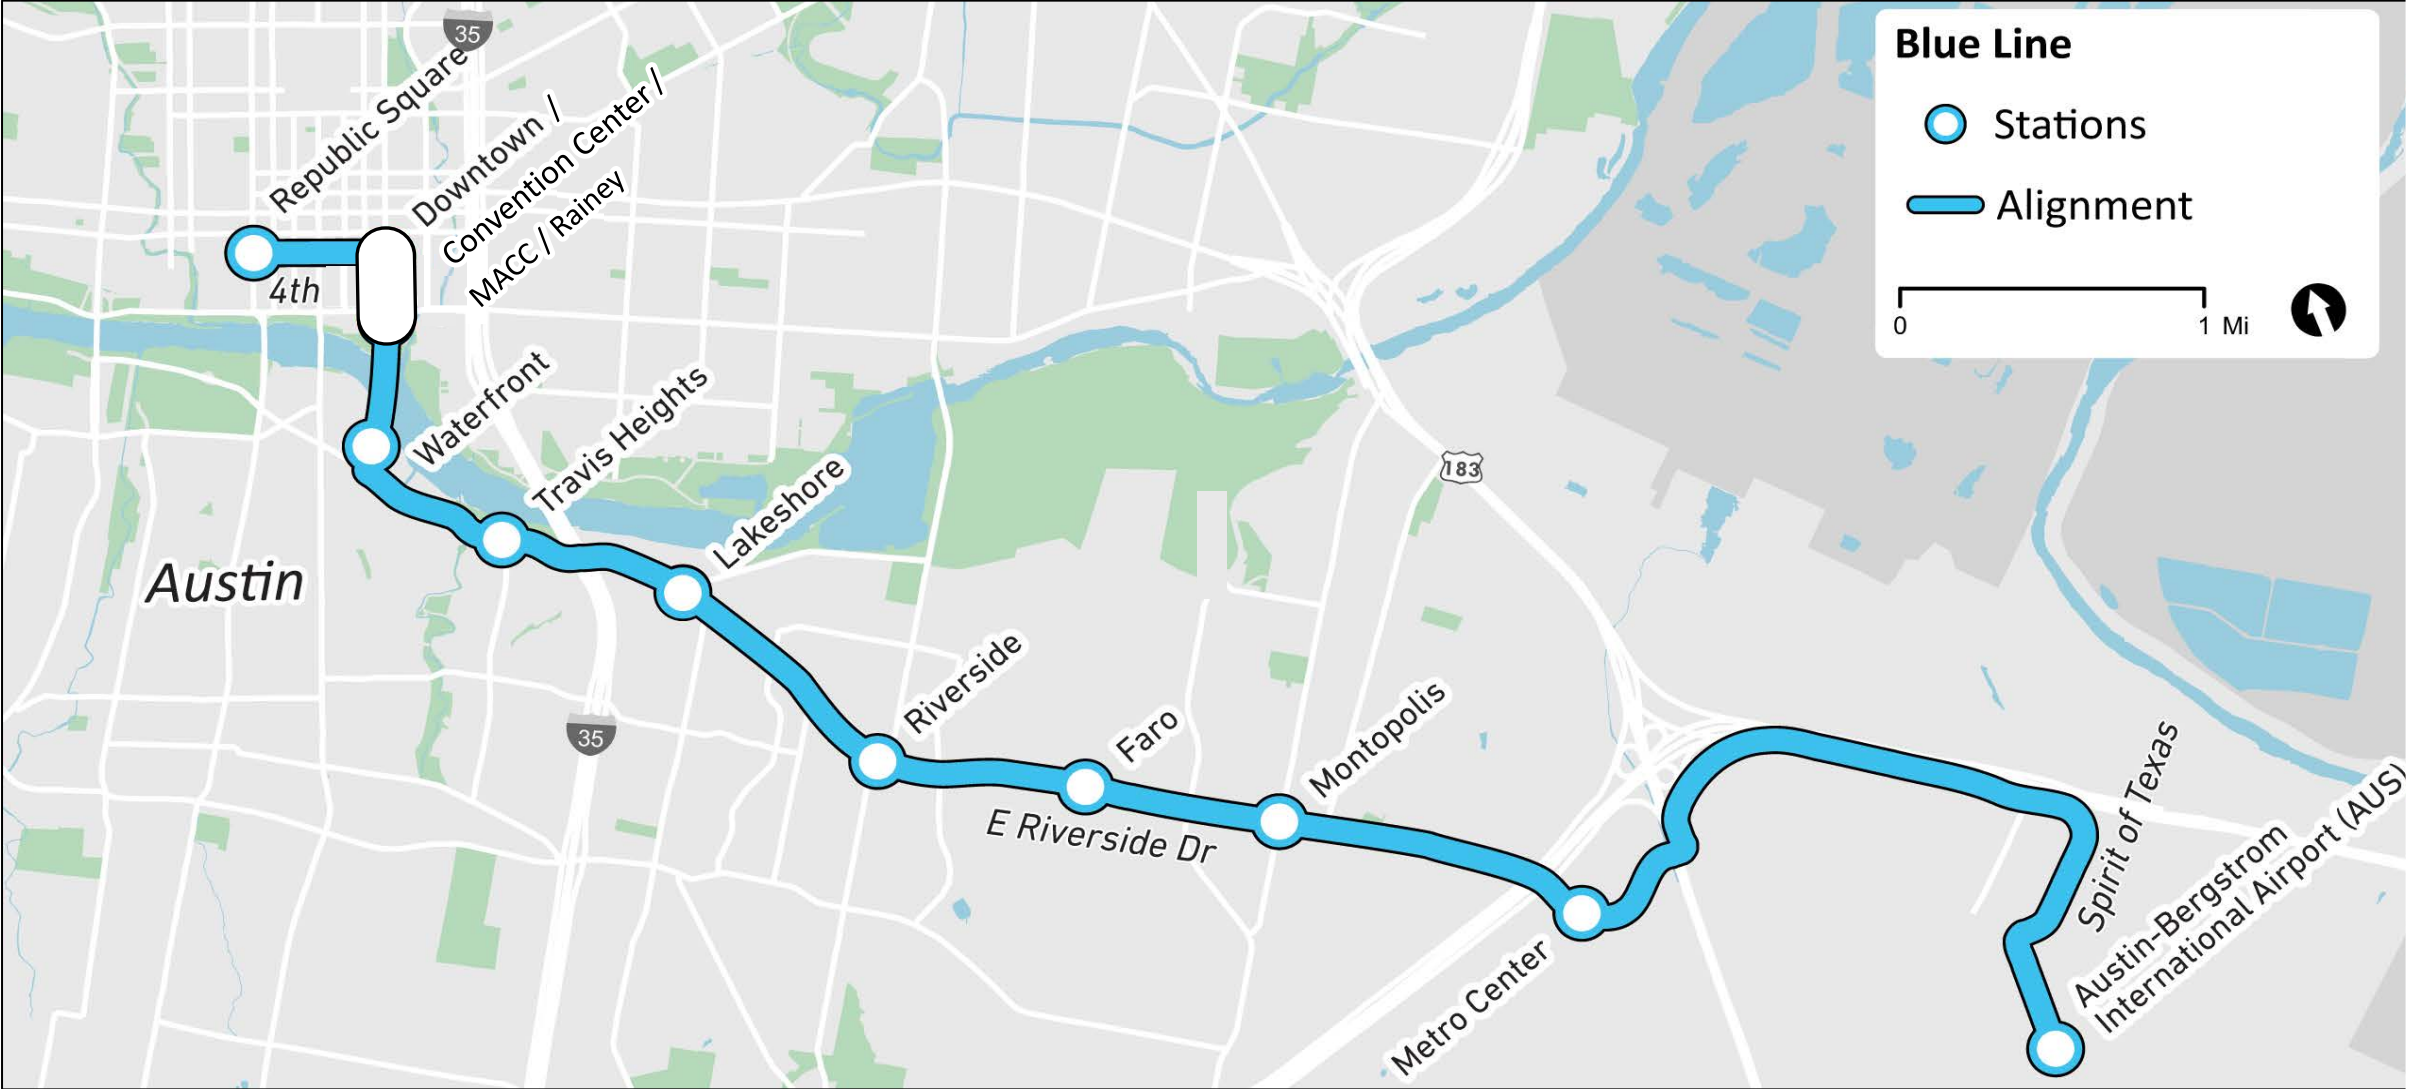 35
Republic Square
Downtown /
Convention Center /
MACC / Rainey
4th
Waterfront
Travis Heights
Lakeshore
Austin
Riverside
35
Faro
E Riverside Dr
Montopolis
183
Metro Center
Spirit of Texas
Austin-Bergstrom
International Airport (AUS)
Blue Line
Stations
Alignment
0 1 Mi